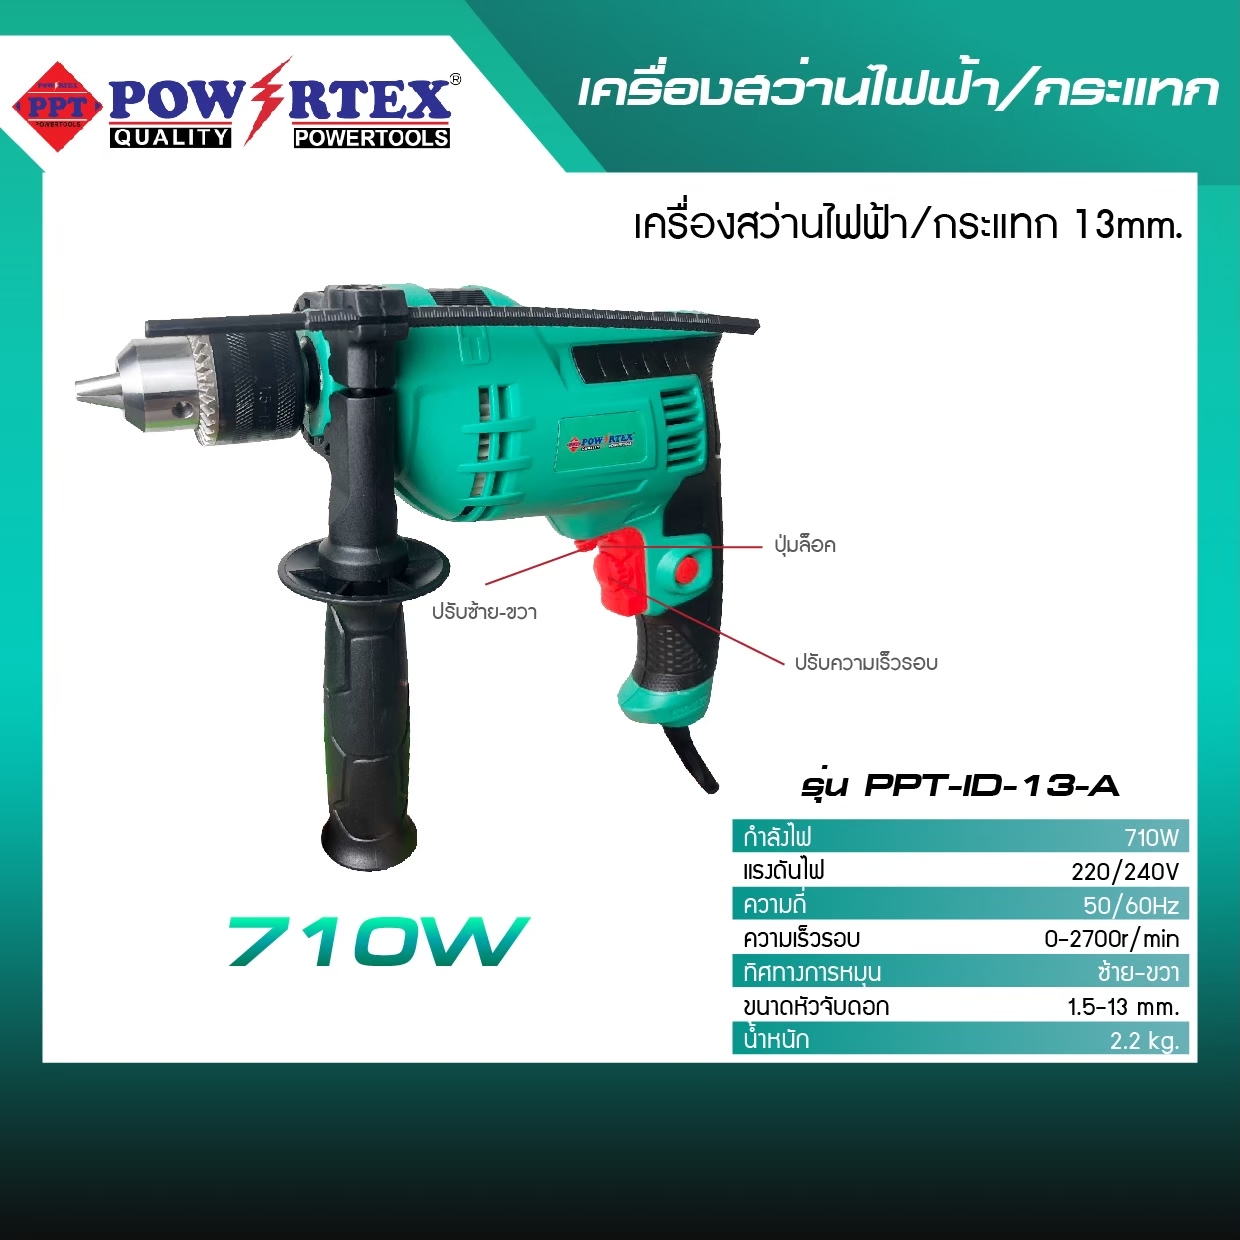 PPT
POWERTEX®
QUALITY POWERTOOLS
เครื่องสว่านไฟฟ้า/กระแทก
เครื่องสว่านไฟฟ้า/กระแทก 13mm.
POWERTEX
QUALITY POWERTOOLS
ปุ่มล็อค
ปรับซ้าย-ขวา
ปรับความเร็วรอบ
710W
รุ่น PPT-ID-13-A
กำลังไฟ 710W
แรงดันไฟ 220/240V
ความถี่ 50/60Hz
ความเร็วรอบ 0-2700r/min
ทิศทางการหมุน ซ้าย-ขวา
ขนาดหัวจับดอก 1.5-13 mm.
น้ำหนัก 2.2 kg.